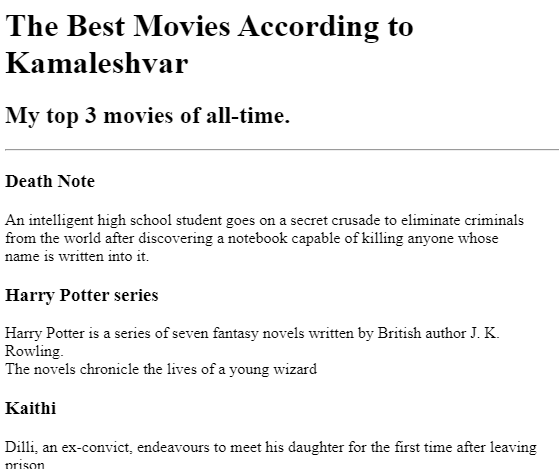 The Best Movies According to
Kamaleshvar
My top 3 movies of all-time.
Death Note
An intelligent high school student goes on a secret crusade to eliminate criminals
from the world after discovering a notebook capable of killing anyone whose
name is written into it.
Harry Potter series
Harry Potter is a series of seven fantasy novels written by British author J. K.
Rowling.
The novels chronicle the lives of a young wizard
Kaithi
Dilli, an ex-convict, endeavours to meet his daughter for the first time after leaving
prison